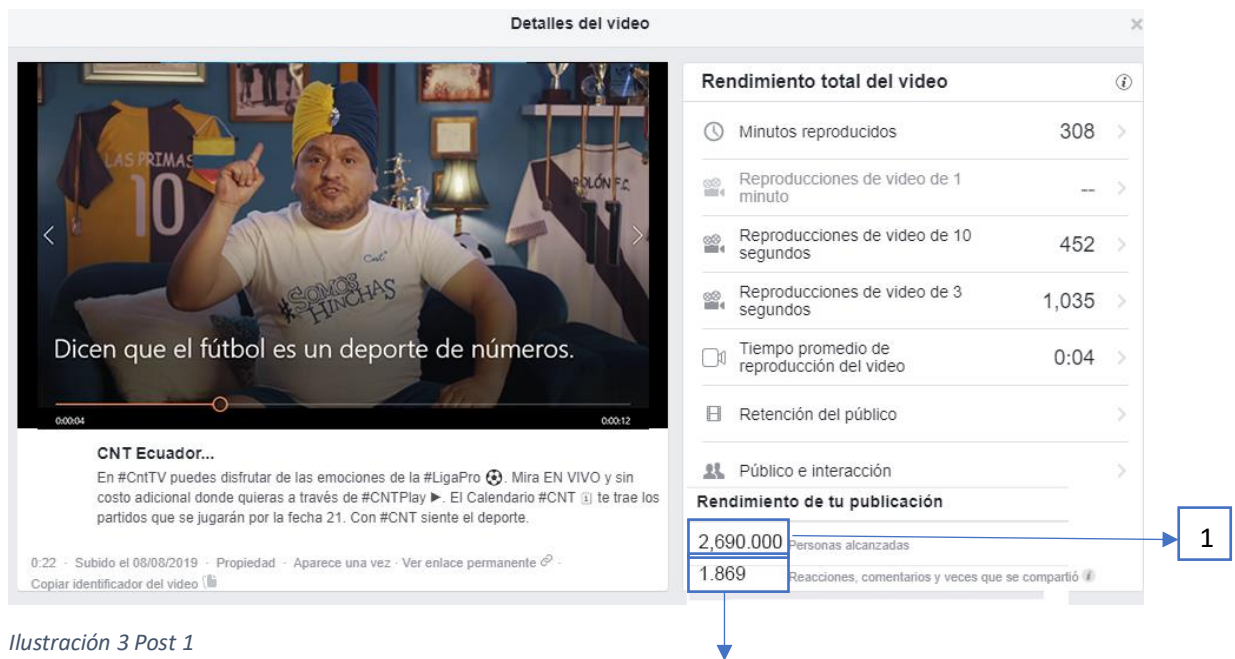 Detalles del video
×
LAS PRIMAS
10
BOLÓN F.C.
Cnt
#SOMOS
HINCHAS
Dicen que el fútbol es un deporte de números.
0:00:04
0:00:12
CNT Ecuador...
En #CntTV puedes disfrutar de las emociones de la #LigaPro ⚽. Mira EN VIVO y sin
costo adicional donde quieras a través de #CNTPlay ▶. El Calendario #CNT te trae los
partidos que se jugarán por la fecha 21. Con #CNT siente el deporte.
0:22 · Subido el 08/08/2019 · Propiedad · Aparece una vez · Ver enlace permanente ·
Copiar identificador del video
Rendimiento total del video
Minutos reproducidos 308
Reproducciones de video de 1
minuto --
Reproducciones de video de 10
segundos 452
Reproducciones de video de 3
segundos 1,035
Tiempo promedio de
reproducción del video 0:04
Retención del público
Público e interacción
Rendimiento de tu publicación
2,690.000 Personas alcanzadas
1
1.869 Reacciones, comentarios y veces que se compartió
Ilustración 3 Post 1